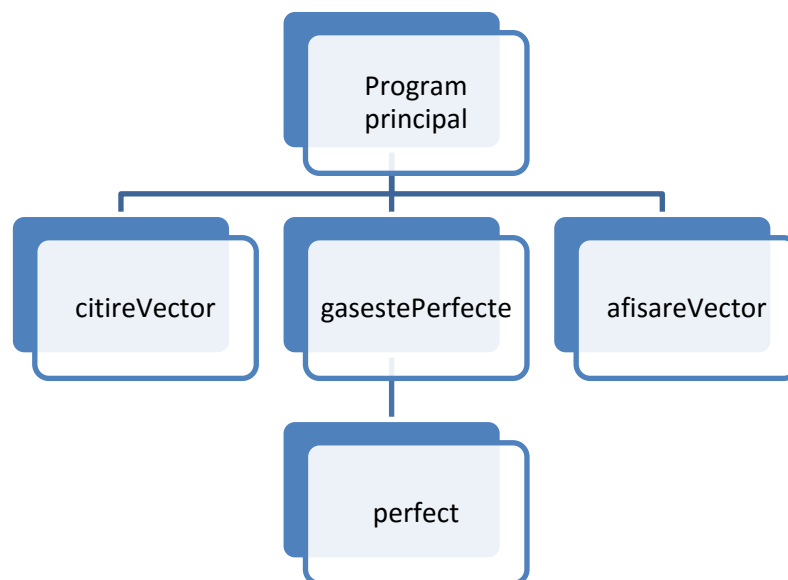 Program
principal
citireVector
gasestePerfecte
afisareVector
perfect